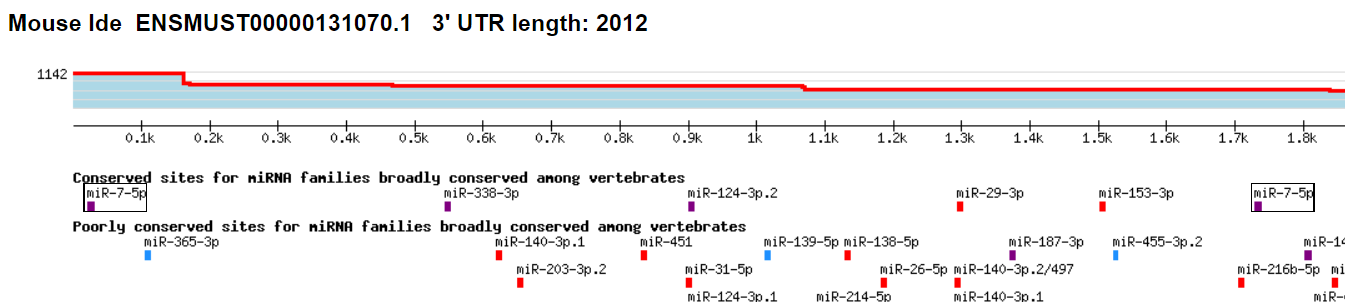 Mouse Ide ENSMUST00000131070.1 3' UTR length: 2012
1142
0.1k 0.2k 0.3k 0.4k 0.5k 0.6k 0.7k 0.8k 0.9k 1k 1.1k 1.2k 1.3k 1.4k 1.5k 1.6k 1.7k 1.8k
Conserved sites for miRNA families broadly conserved among vertebrates
miR-7-5p miR-338-3p miR-124-3p.2 miR-29-3p miR-153-3p miR-7-5p
Poorly conserved sites for miRNA families broadly conserved among vertebrates
miR-365-3p miR-140-3p.1 miR-451 miR-139-5p miR-138-5p miR-187-3p miR-455-3p.2 miR-14
miR-203-3p.2 miR-31-5p miR-26-5p miR-140-3p.2/497 miR-216b-5p miR
miR-124-3p.1 miR-214-5p miR-140-3p.1 miR-